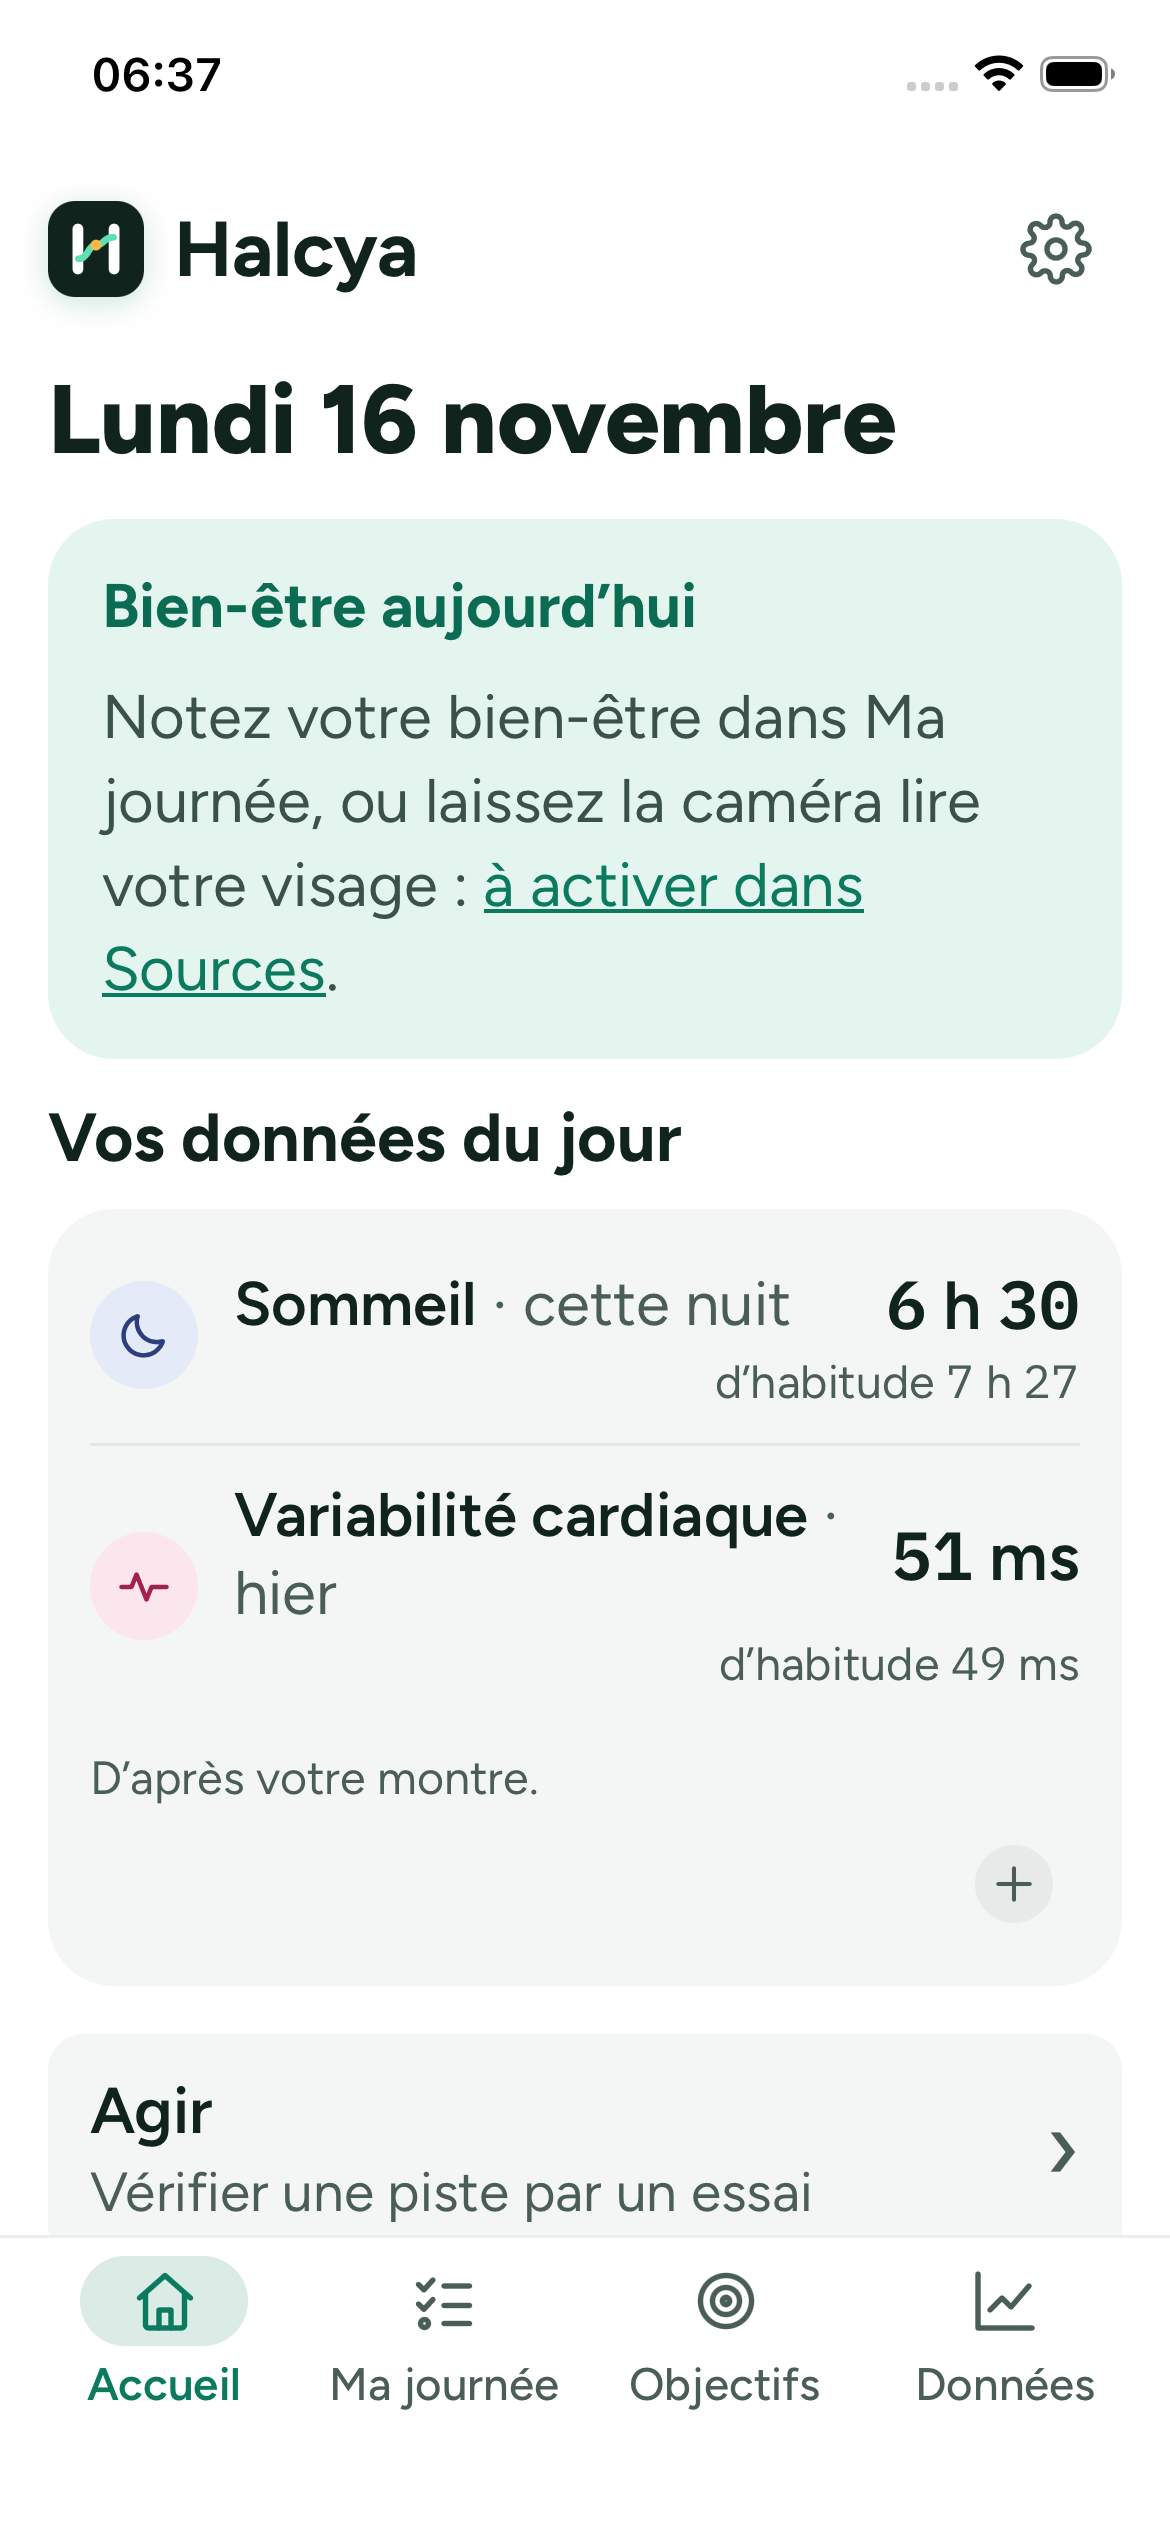 06:37
Halcya
Lundi 16 novembre
Bien-être aujourd’hui
Notez votre bien-être dans Ma
journée, ou laissez la caméra lire
votre visage : à activer dans
Sources.
Vos données du jour
Sommeil · cette nuit 6 h 30
d’habitude 7 h 27
Variabilité cardiaque ·
hier
51 ms
d’habitude 49 ms
D’après votre montre.
Agir
Vérifier une piste par un essai
Accueil Ma journée Objectifs Données